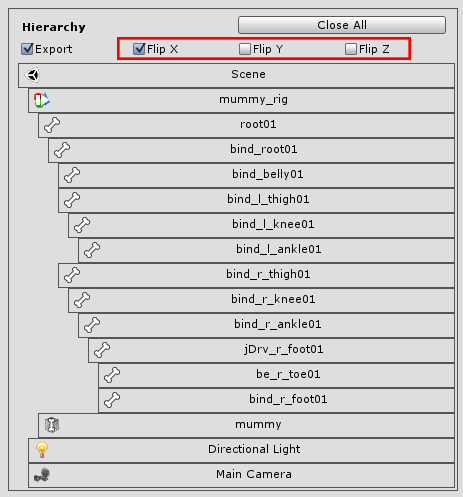 Hierarchy Close All
Export Flip X Flip Y Flip Z
Scene
mummy_rig
root01
bind_root01
bind_belly01
bind_l_thigh01
bind_l_knee01
bind_l_ankle01
bind_r_thigh01
bind_r_knee01
bind_r_ankle01
jDrv_r_foot01
be_r_toe01
bind_r_foot01
mummy
Directional Light
Main Camera